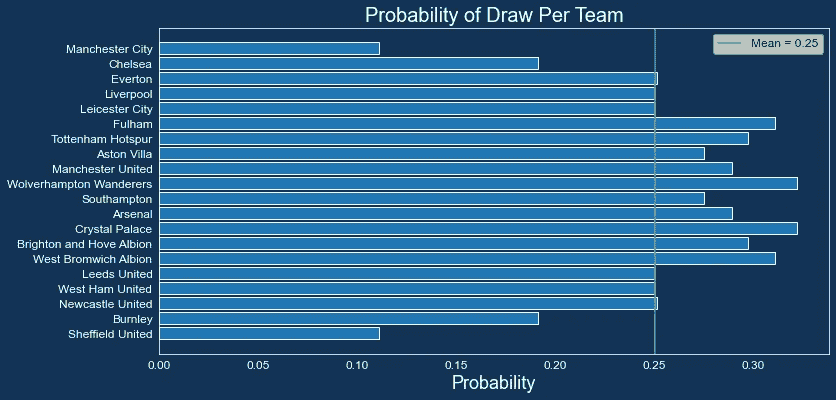 Probability of Draw Per Team
Mean = 0.25
Manchester City
Chelsea
Everton
Liverpool
Leicester City
Fulham
Tottenham Hotspur
Aston Villa
Manchester United
Wolverhampton Wanderers
Southampton
Arsenal
Crystal Palace
Brighton and Hove Albion
West Bromwich Albion
Leeds United
West Ham United
Newcastle United
Burnley
Sheffield United
0.00 0.05 0.10 0.15 0.20 0.25 0.30
Probability